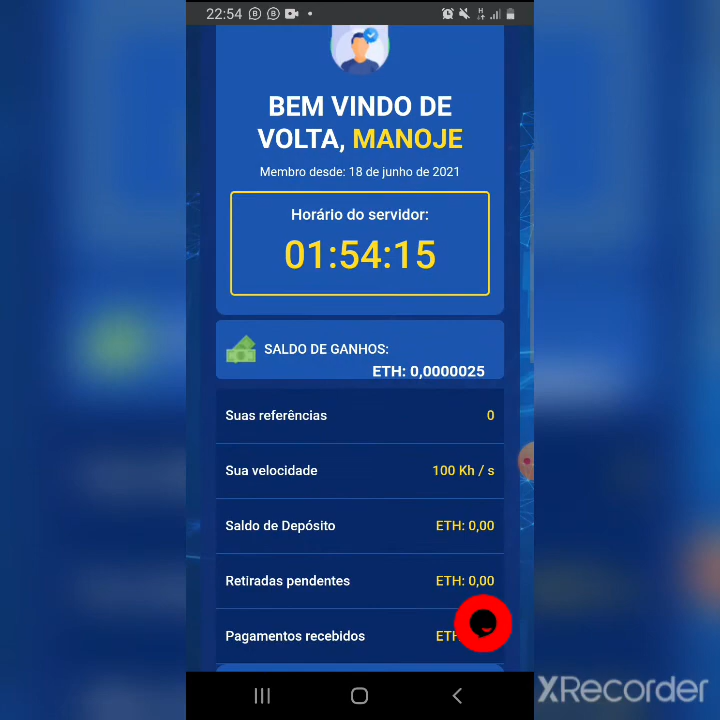 22:54
BEM VINDO DE
VOLTA, MANOJE
Membro desde: 18 de junho de 2021
Horário do servidor:
01:54:15
SALDO DE GANHOS:
ETH: 0,0000025
Suas referências 0
Sua velocidade 100 Kh / s
Saldo de Depósito ETH: 0,00
Retiradas pendentes ETH: 0,00
Pagamentos recebidos
XRecorder